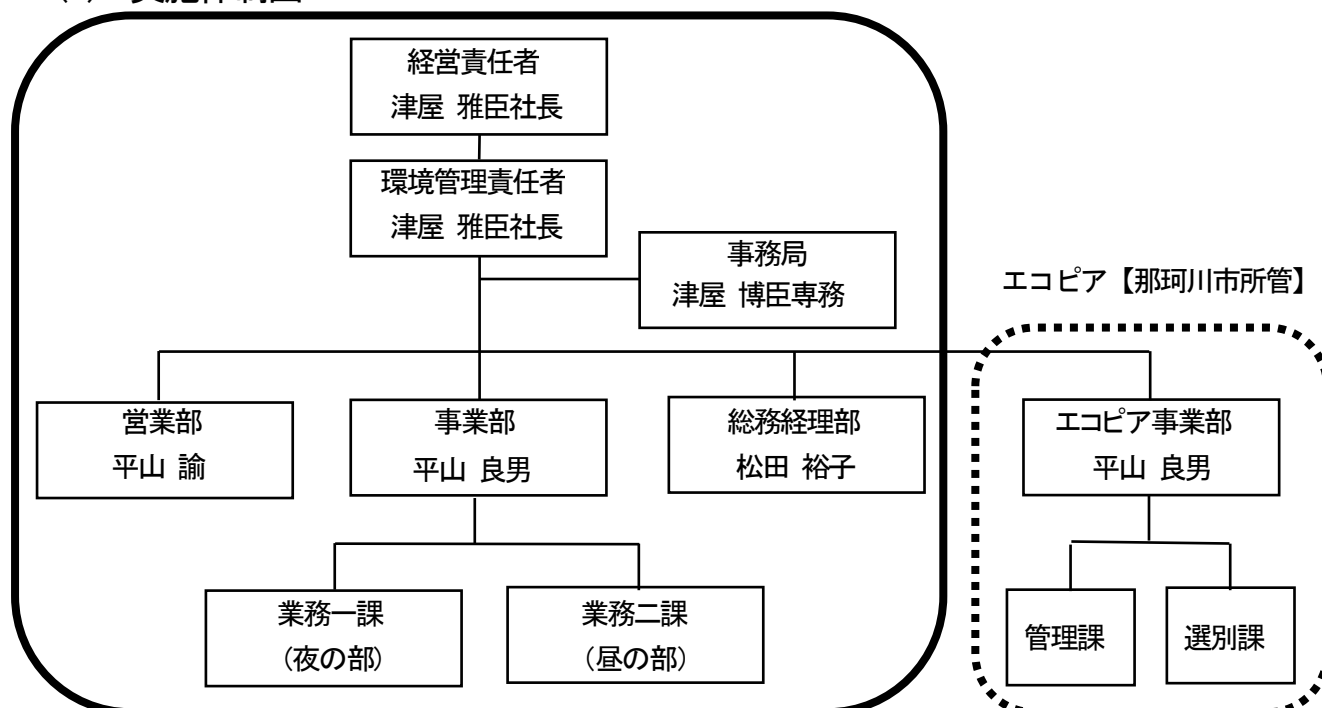 経営責任者
津屋 雅臣社長
環境管理責任者
津屋 雅臣社長
事務局
津屋 博臣専務
エコピア【那珂川市所管】
営業部
平山 諭
事業部
平山 良男
総務経理部
松田 裕子
エコピア事業部
平山 良男
業務一課
(夜の部)
業務二課
(昼の部)
管理課
選別課